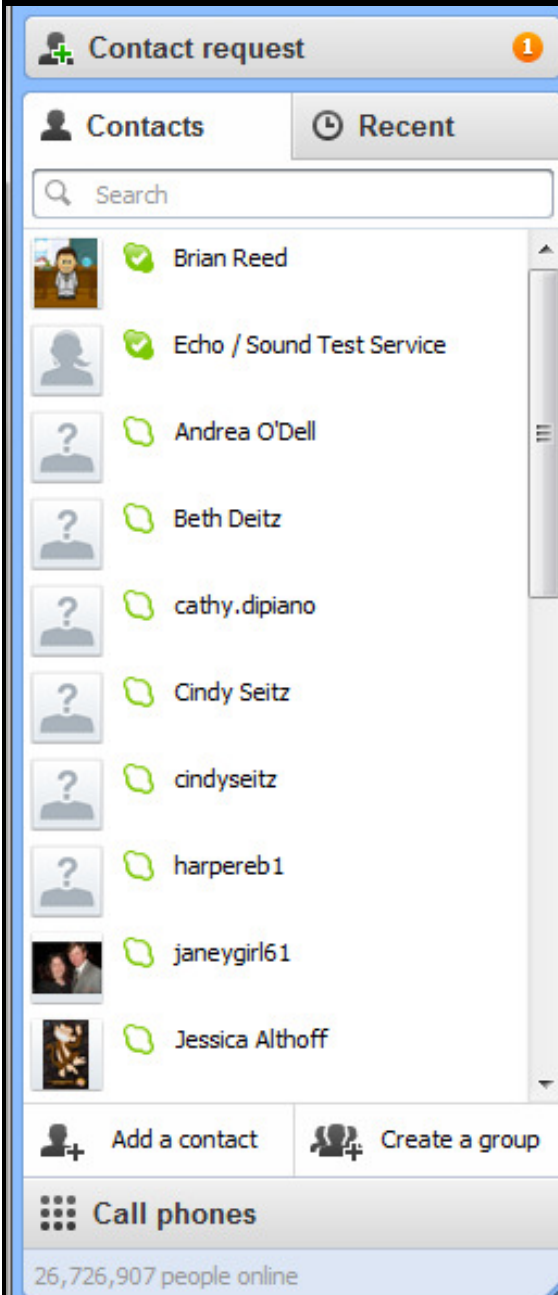 Contact request 1
Contacts Recent
Search
Brian Reed
Echo / Sound Test Service
Andrea O'Dell
Beth Deitz
cathy.dipiano
Cindy Seitz
cindyseitz
harpereb1
janeygirl61
Jessica Althoff
Add a contact Create a group
Call phones
26,726,907 people online